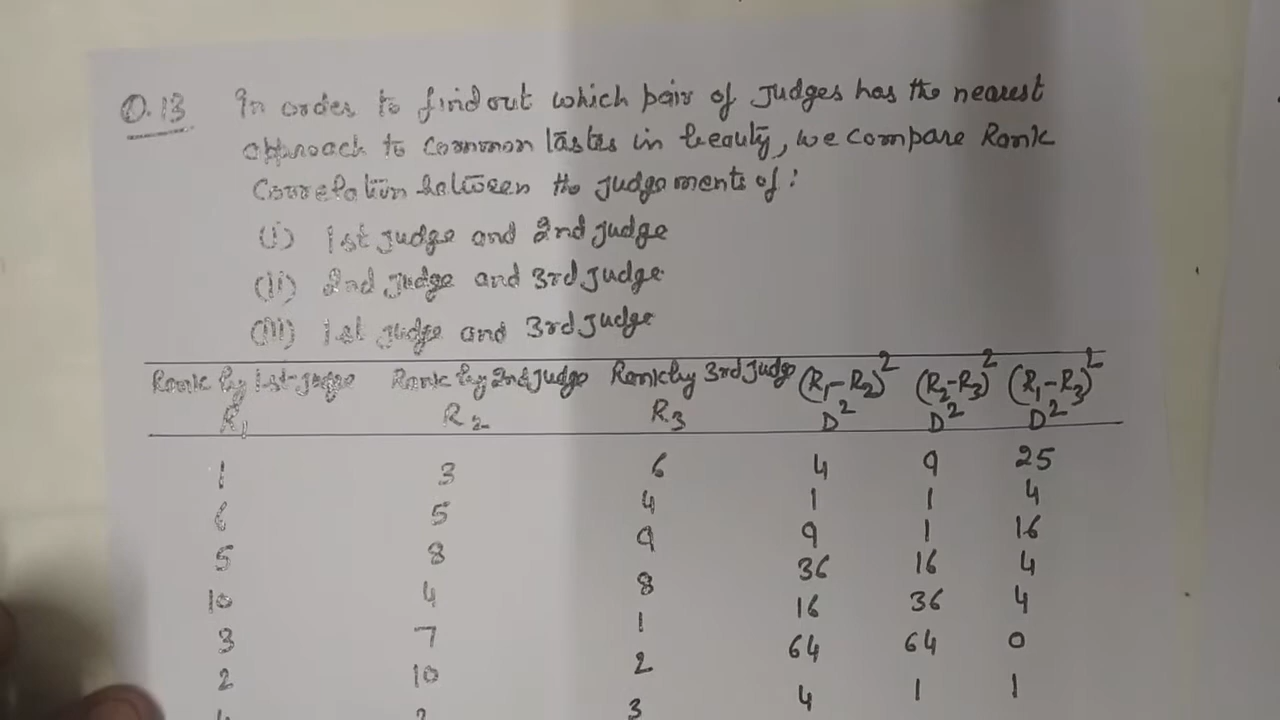 Q.13 In order to find out which pair of Judges has the nearest
approach to common tastes in beauty, we compare Rank
Correlation between the judgements of :
(i) 1st judge and 2nd judge
(ii) 2nd judge and 3rd judge
(iii) 1st judge and 3rd judge
Rank by 1st judge Rank by 2nd judge Rank by 3rd judge (R₁-R₂)² (R₂-R₃)² (R₁-R₃)²
R₁ R₂ R₃ D² D² D²
1 3 6 4 9 25
6 5 4 1 1 4
5 8 9 9 1 16
10 4 8 36 16 4
3 7 1 16 36 4
2 10 2 64 64 0
4 2 3 4 1 1